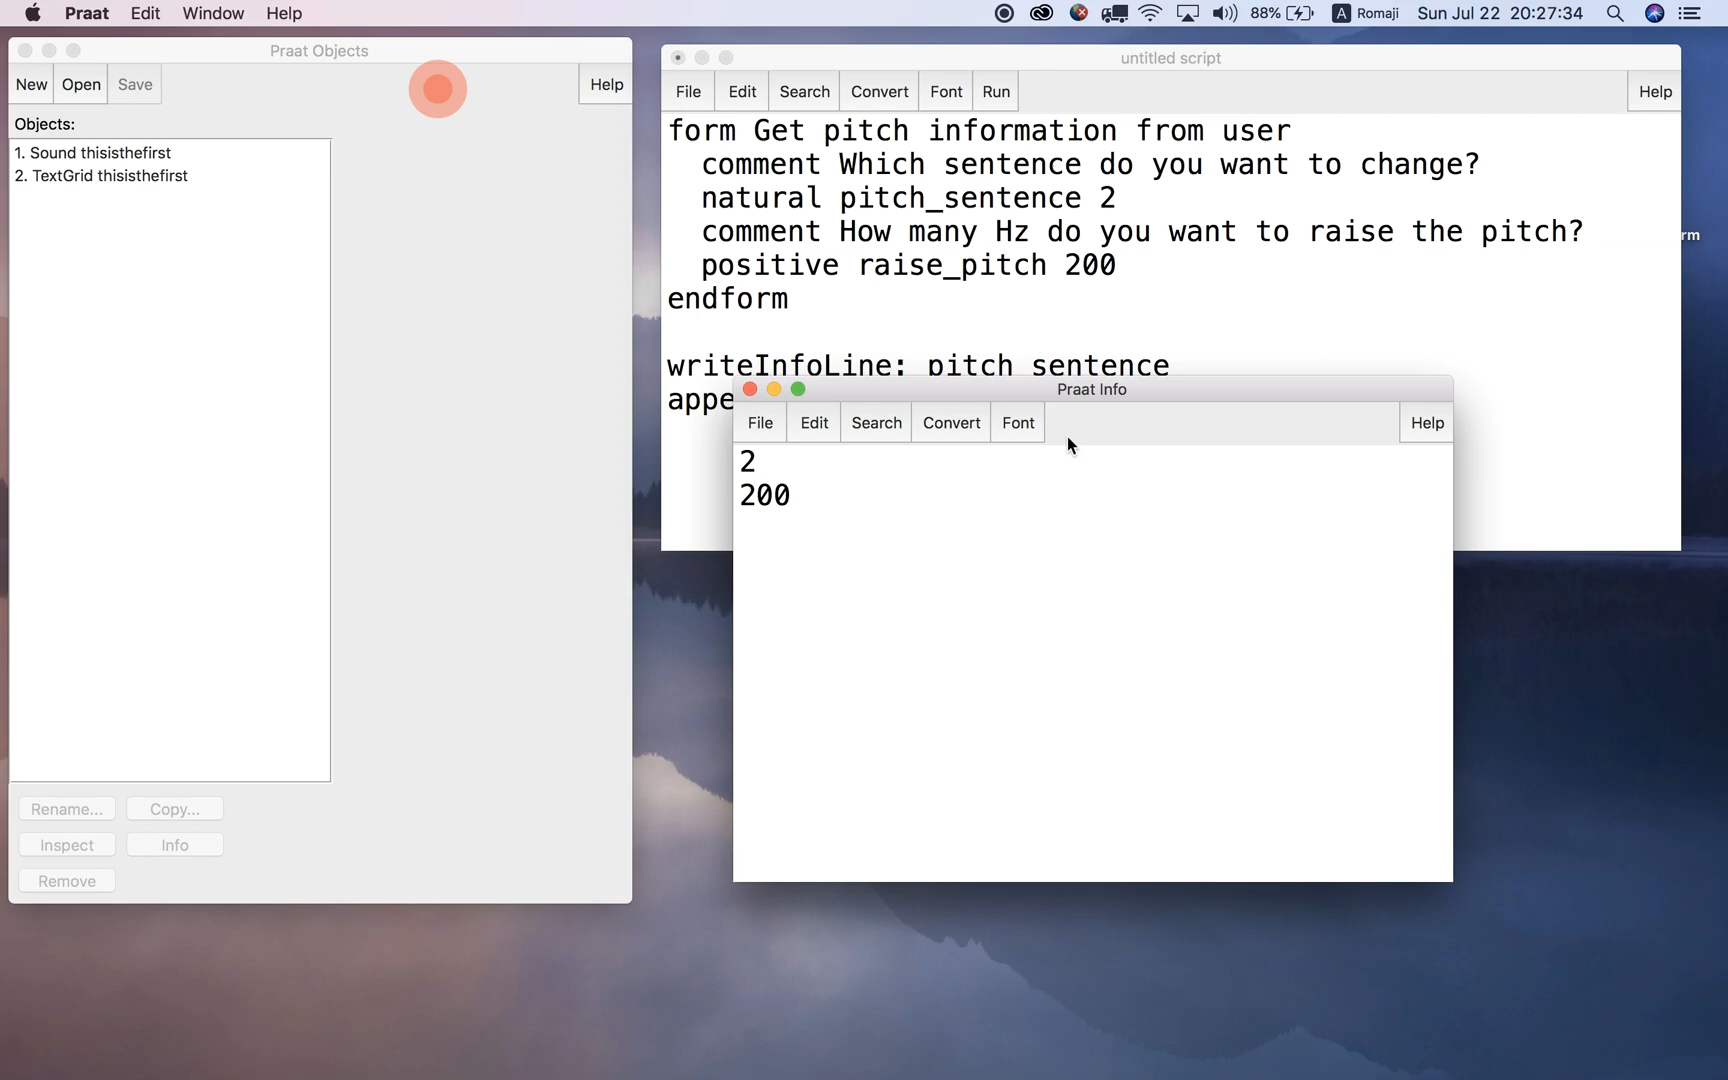 Praat Edit Window Help
88% A Romaji Sun Jul 22 20:27:34
Praat Objects
New Open Save Help
Objects:
1. Sound thisisthefirst
2. TextGrid thisisthefirst
Rename... Copy...
Inspect Info
Remove
untitled script
File Edit Search Convert Font Run Help
form Get pitch information from user
comment Which sentence do you want to change?
natural pitch_sentence 2
comment How many Hz do you want to raise the pitch?
positive raise_pitch 200
endform
writeInfoLine: pitch_sentence
appe
Praat Info
File Edit Search Convert Font Help
2
200
rm